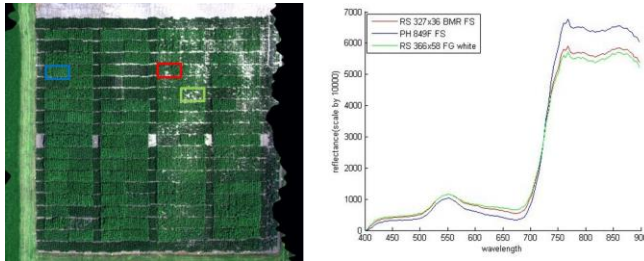 RS 327x36 BMR FS
PH 849F FS
RS 366x58 FG white
reflectance(scale by 10000)
7000
6000
5000
4000
3000
2000
1000
0
400 450 500 550 600 650 700 750 800 850 900
wavelength